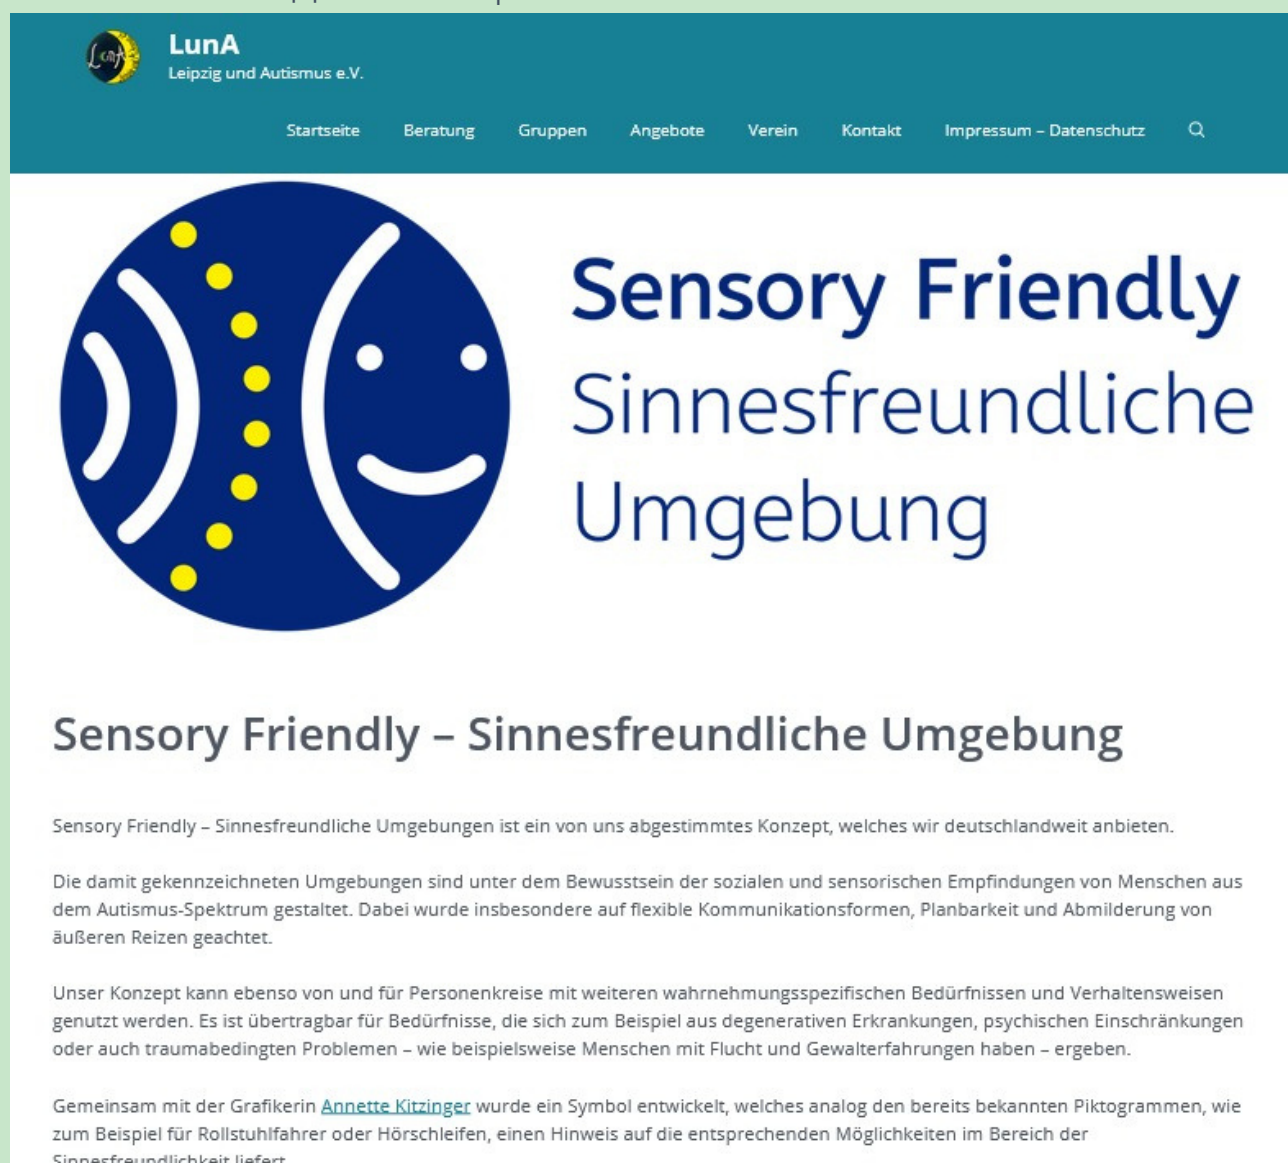 LunA
LunA
Leipzig und Autismus e.V.
Startseite Beratung Gruppen Angebote Verein Kontakt Impressum – Datenschutz
Sensory Friendly
Sinnesfreundliche
Umgebung
Sensory Friendly – Sinnesfreundliche Umgebung
Sensory Friendly – Sinnesfreundliche Umgebungen ist ein von uns abgestimmtes Konzept, welches wir deutschlandweit anbieten.
Die damit gekennzeichneten Umgebungen sind unter dem Bewusstsein der sozialen und sensorischen Empfindungen von Menschen aus
dem Autismus-Spektrum gestaltet. Dabei wurde insbesondere auf flexible Kommunikationsformen, Planbarkeit und Abmilderung von
äußeren Reizen geachtet.
Unser Konzept kann ebenso von und für Personenkreise mit weiteren wahrnehmungsspezifischen Bedürfnissen und Verhaltensweisen
genutzt werden. Es ist übertragbar für Bedürfnisse, die sich zum Beispiel aus degenerativen Erkrankungen, psychischen Einschränkungen
oder auch traumabedingten Problemen – wie beispielsweise Menschen mit Flucht und Gewalterfahrungen haben – ergeben.
Gemeinsam mit der Grafikerin Annette Kitzinger wurde ein Symbol entwickelt, welches analog den bereits bekannten Piktogrammen, wie
zum Beispiel für Rollstuhlfahrer oder Hörschleifen, einen Hinweis auf die entsprechenden Möglichkeiten im Bereich der
Sinnesfreundlichkeit liefert.